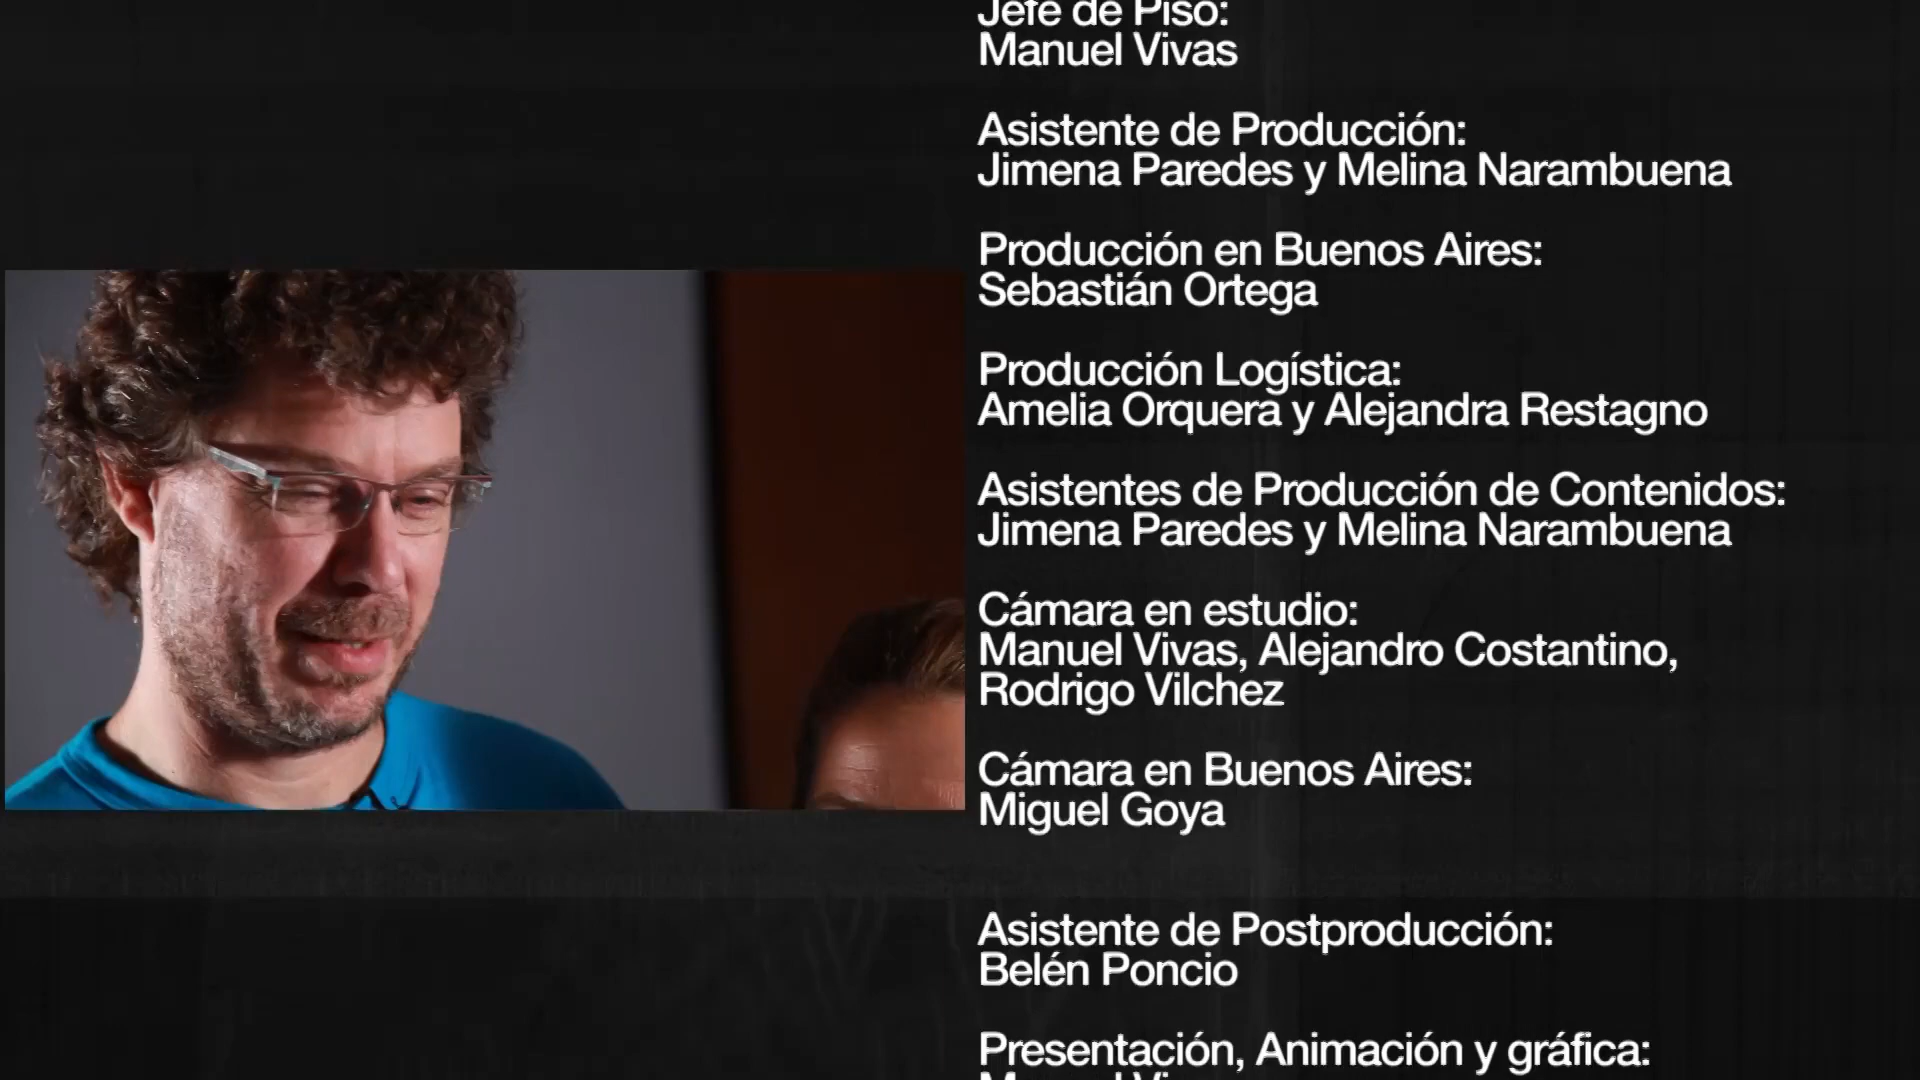 Jefe de Piso:
Manuel Vivas
Asistente de Producción:
Jimena Paredes y Melina Narambuena
Producción en Buenos Aires:
Sebastián Ortega
Producción Logística:
Amelia Orquera y Alejandra Restagno
Asistentes de Producción de Contenidos:
Jimena Paredes y Melina Narambuena
Cámara en estudio:
Manuel Vivas, Alejandro Costantino,
Rodrigo Vilchez
Cámara en Buenos Aires:
Miguel Goya
Asistente de Postproducción:
Belén Poncio
Presentación, Animación y gráfica: